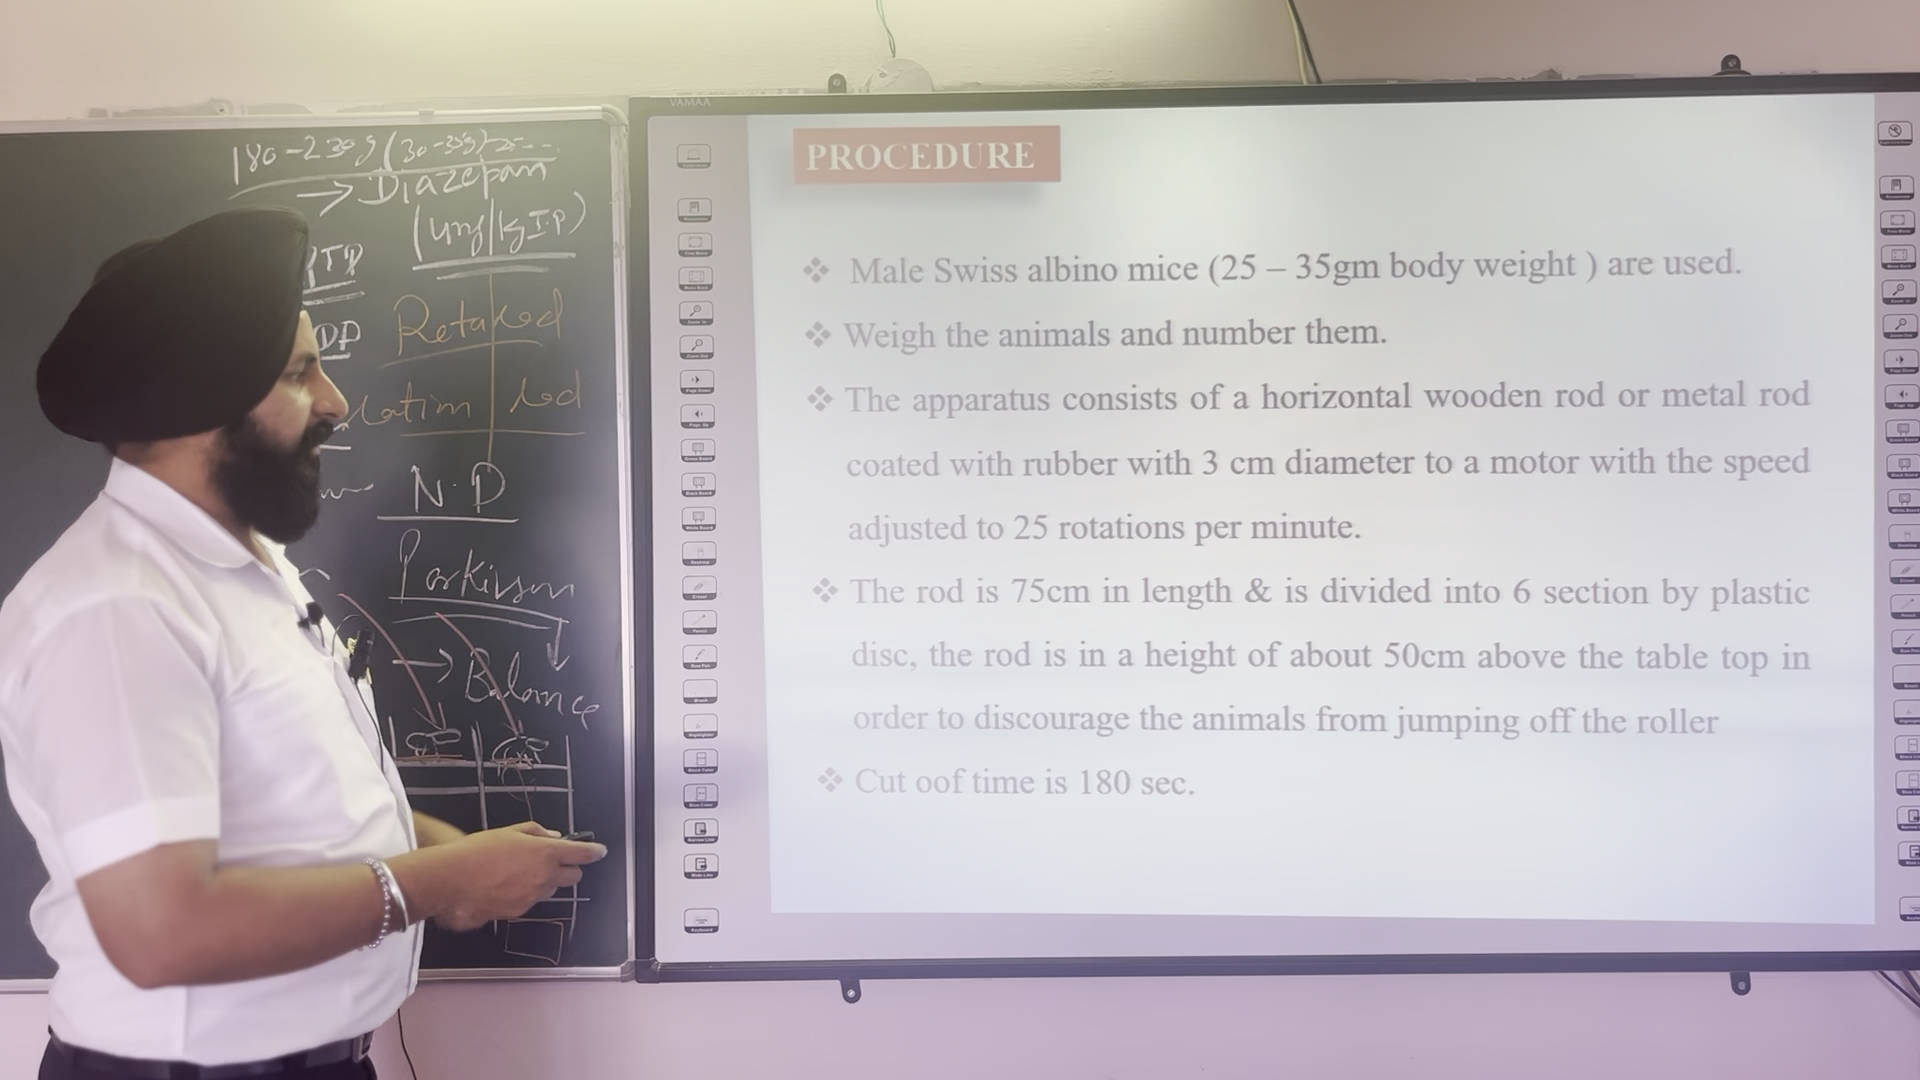 180-230g (30-35g)
→ Diazepam
(4mg/kg I.P)
N.D
Parkinson
→ Balance
VAMAA
PROCEDURE
❖ Male Swiss albino mice (25 – 35gm body weight ) are used.
❖ Weigh the animals and number them.
❖ The apparatus consists of a horizontal wooden rod or metal rod
coated with rubber with 3 cm diameter to a motor with the speed
adjusted to 25 rotations per minute.
❖ The rod is 75cm in length & is divided into 6 section by plastic
disc, the rod is in a height of about 50cm above the table top in
order to discourage the animals from jumping off the roller
❖ Cut oof time is 180 sec.